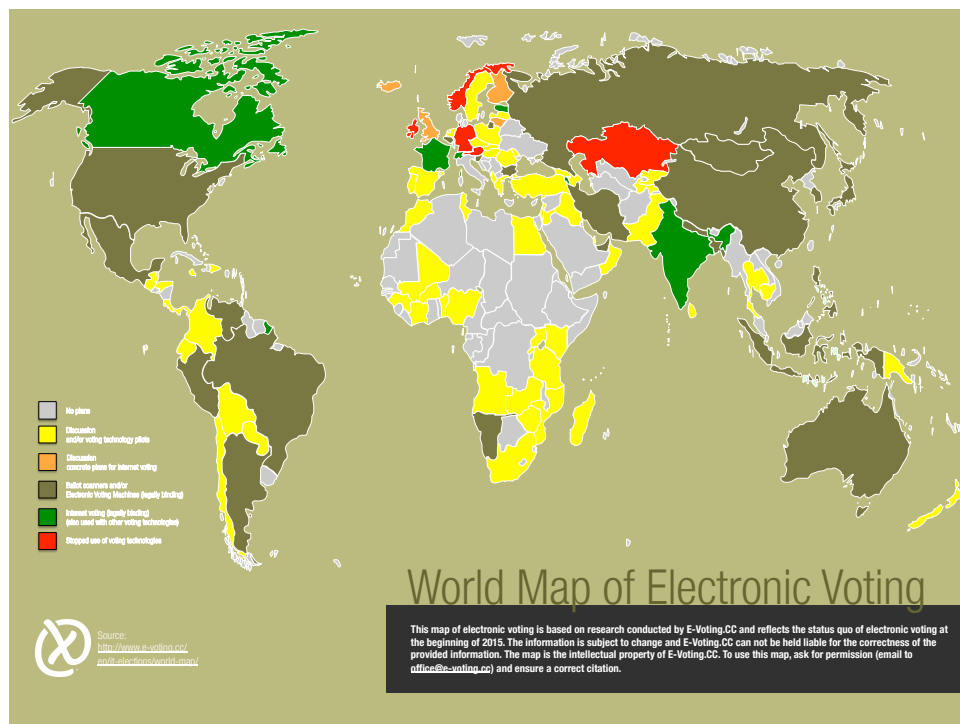 No plans
Discussion
and/or voting technology pilots
Discussion
concrete plans for internet voting
Ballot scanners and/or
Electronic Voting Machines (legally binding)
Internet voting (legally binding)
(also used with other voting technologies)
Stopped use of voting technologies
World Map of Electronic Voting
Source:
http://www.e-voting.cc/
en/it-elections/world-map/
This map of electronic voting is based on research conducted by E-Voting.CC and reflects the status quo of electronic voting at
the beginning of 2015. The information is subject to change and E-Voting.CC can not be held liable for the correctness of the
provided information. The map is the intellectual property of E-Voting.CC. To use this map, ask for permission (email to
office@e-voting.cc) and ensure a correct citation.